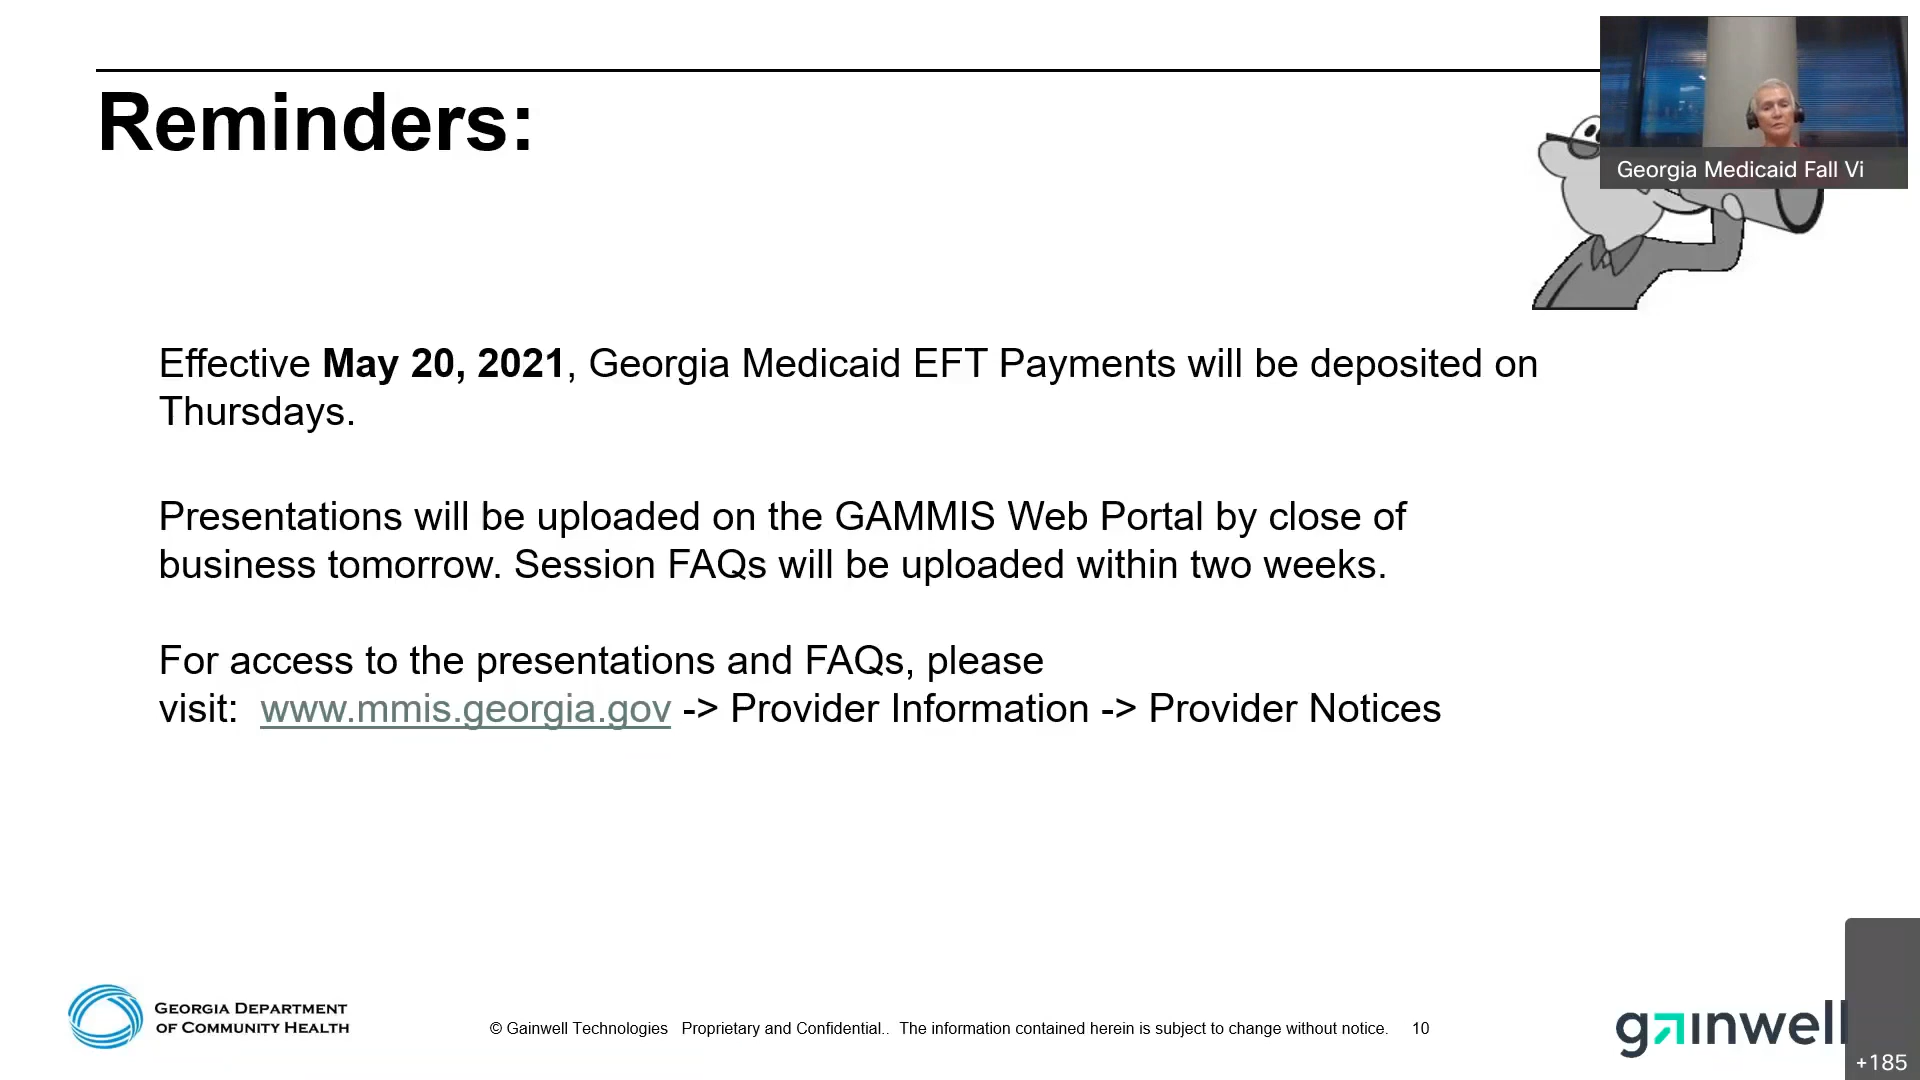 Reminders:
Georgia Medicaid Fall Vi
Effective May 20, 2021, Georgia Medicaid EFT Payments will be deposited on
Thursdays.
Presentations will be uploaded on the GAMMIS Web Portal by close of
business tomorrow. Session FAQs will be uploaded within two weeks.
For access to the presentations and FAQs, please
visit:  www.mmis.georgia.gov -> Provider Information -> Provider Notices
GEORGIA DEPARTMENT
OF COMMUNITY HEALTH
© Gainwell Technologies   Proprietary and Confidential..  The information contained herein is subject to change without notice.   10
gainwell
+185